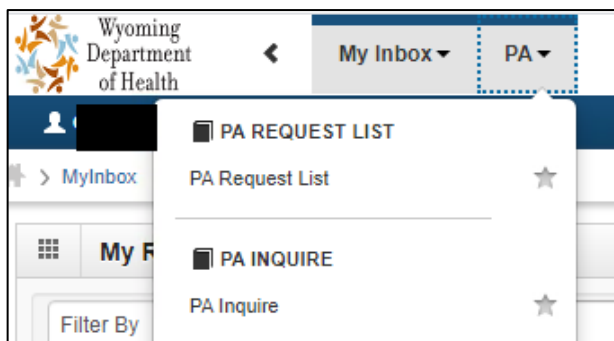 Wyoming
Department
of Health
My Inbox
PA
PA REQUEST LIST
> MyInbox
PA Request List
My R
PA INQUIRE
PA Inquire
Filter By